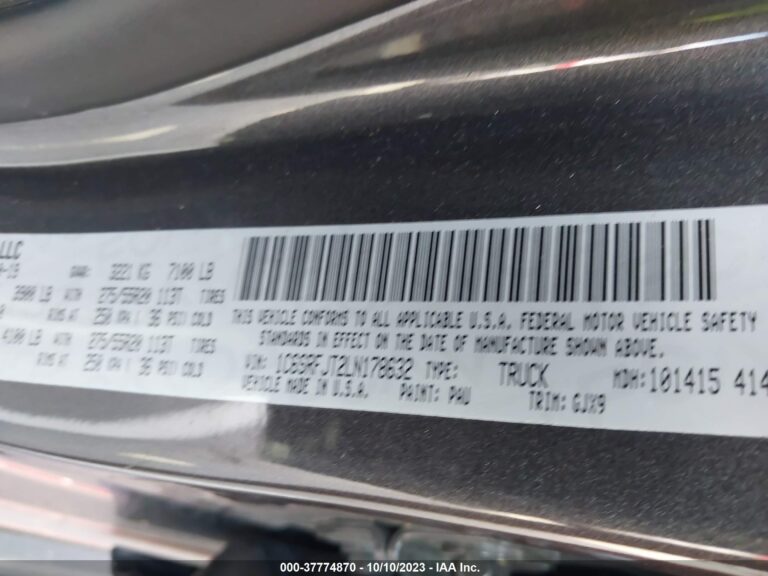 LLC
3221 KG 7100 LB
3900 LB WITH 275/55R20 113T TIRES
RIMS AT 250 KPA ( 36 PSI) COLD
4100 LB WITH 275/55R20 113T TIRES
RIMS AT 250 KPA ( 36 PSI) COLD
THIS VEHICLE CONFORMS TO ALL APPLICABLE U.S.A. FEDERAL MOTOR VEHICLE SAFETY
STANDARDS IN EFFECT ON THE DATE OF MANUFACTURE SHOWN ABOVE.
VIN: 1C6SRFJT2LN178632 TYPE: TRUCK MDH:101415 414
VEHICLE MADE IN U.S.A. PAINT: PAU TRIM: GJX9
000-37774870 - 10/10/2023 - © IAA Inc.